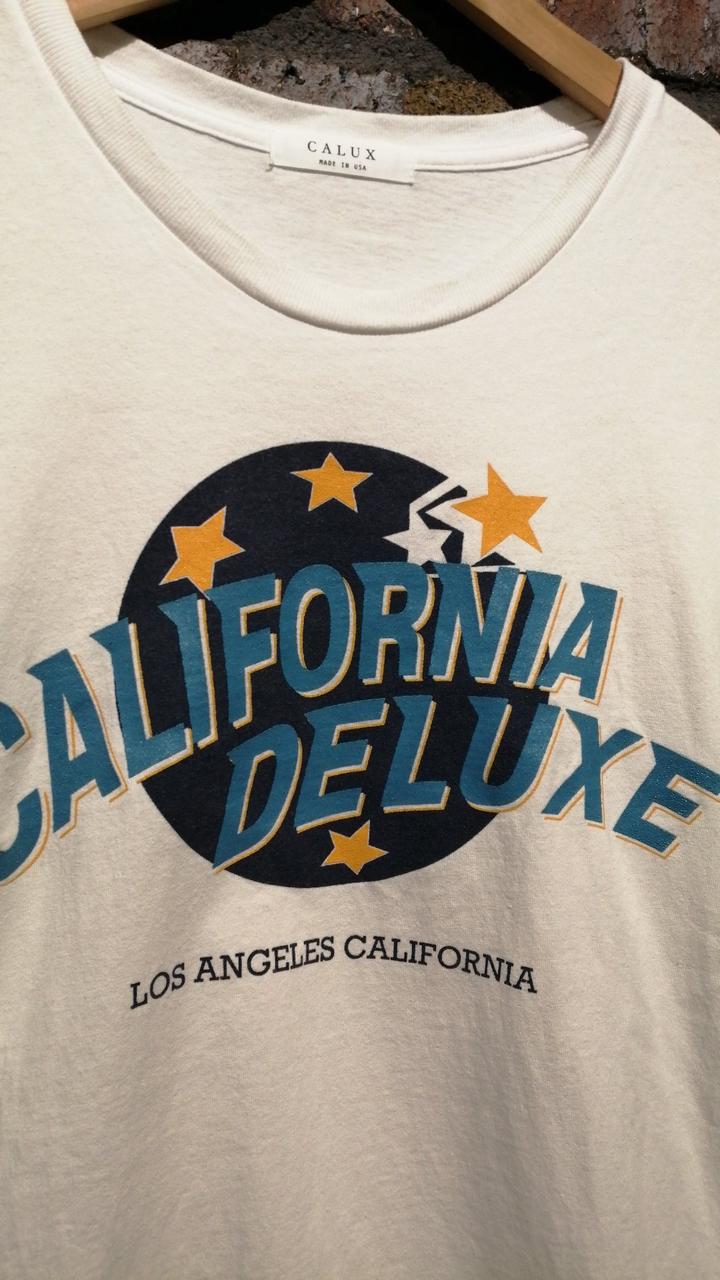 CALUX
MADE IN USA
CALIFORNIA
DELUXE
LOS ANGELES CALIFORNIA